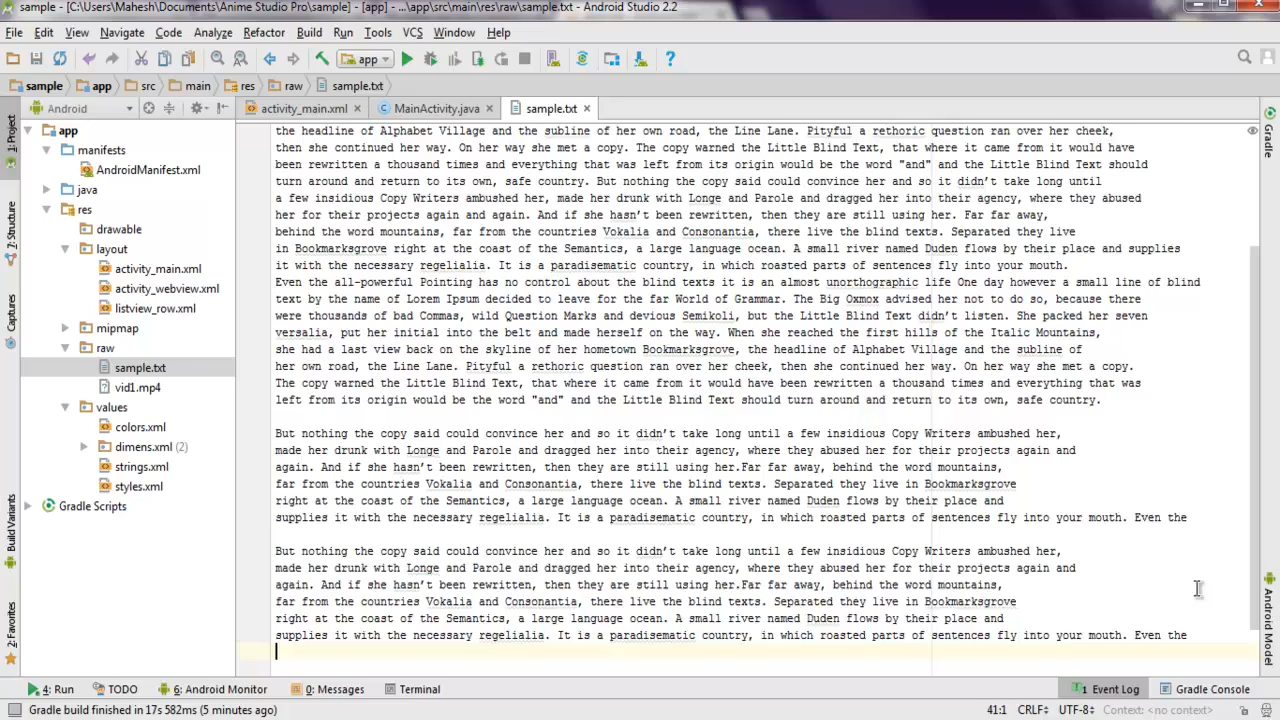 sample - [C:\Users\Mahesh\Documents\Anime Studio Pro\sample] - [app] - ...\app\src\main\res\raw\sample.txt - Android Studio 2.2
File Edit View Navigate Code Analyze Refactor Build Run Tools VCS Window Help
app
sample app src main res raw sample.txt
Android
activity_main.xml MainActivity.java sample.txt
1: Project
7: Structure
Captures
Build Variants
2: Favorites
app
manifests
AndroidManifest.xml
java
res
drawable
layout
activity_main.xml
activity_webview.xml
listview_row.xml
mipmap
raw
sample.txt
vid1.mp4
values
colors.xml
dimens.xml (2)
strings.xml
styles.xml
Gradle Scripts
the headline of Alphabet Village and the subline of her own road, the Line Lane. Pityful a rethoric question ran over her cheek,
then she continued her way. On her way she met a copy. The copy warned the Little Blind Text, that where it came from it would have
been rewritten a thousand times and everything that was left from its origin would be the word "and" and the Little Blind Text should
turn around and return to its own, safe country. But nothing the copy said could convince her and so it didn't take long until
a few insidious Copy Writers ambushed her, made her drunk with Longe and Parole and dragged her into their agency, where they abused
her for their projects again and again. And if she hasn't been rewritten, then they are still using her. Far far away,
behind the word mountains, far from the countries Vokalia and Consonantia, there live the blind texts. Separated they live
in Bookmarksgrove right at the coast of the Semantics, a large language ocean. A small river named Duden flows by their place and supplies
it with the necessary regelialia. It is a paradisematic country, in which roasted parts of sentences fly into your mouth.
Even the all-powerful Pointing has no control about the blind texts it is an almost unorthographic life One day however a small line of blind
text by the name of Lorem Ipsum decided to leave for the far World of Grammar. The Big Oxmox advised her not to do so, because there
were thousands of bad Commas, wild Question Marks and devious Semikoli, but the Little Blind Text didn't listen. She packed her seven
versalia, put her initial into the belt and made herself on the way. When she reached the first hills of the Italic Mountains,
she had a last view back on the skyline of her hometown Bookmarksgrove, the headline of Alphabet Village and the subline of
her own road, the Line Lane. Pityful a rethoric question ran over her cheek, then she continued her way. On her way she met a copy.
The copy warned the Little Blind Text, that where it came from it would have been rewritten a thousand times and everything that was
left from its origin would be the word "and" and the Little Blind Text should turn around and return to its own, safe country.
But nothing the copy said could convince her and so it didn't take long until a few insidious Copy Writers ambushed her,
made her drunk with Longe and Parole and dragged her into their agency, where they abused her for their projects again and
again. And if she hasn't been rewritten, then they are still using her.Far far away, behind the word mountains,
far from the countries Vokalia and Consonantia, there live the blind texts. Separated they live in Bookmarksgrove
right at the coast of the Semantics, a large language ocean. A small river named Duden flows by their place and
supplies it with the necessary regelialia. It is a paradisematic country, in which roasted parts of sentences fly into your mouth. Even the
But nothing the copy said could convince her and so it didn't take long until a few insidious Copy Writers ambushed her,
made her drunk with Longe and Parole and dragged her into their agency, where they abused her for their projects again and
again. And if she hasn't been rewritten, then they are still using her.Far far away, behind the word mountains,
far from the countries Vokalia and Consonantia, there live the blind texts. Separated they live in Bookmarksgrove
right at the coast of the Semantics, a large language ocean. A small river named Duden flows by their place and
supplies it with the necessary regelialia. It is a paradisematic country, in which roasted parts of sentences fly into your mouth. Even the
Gradle
Android Model
4: Run TODO 6: Android Monitor 0: Messages Terminal 1 Event Log Gradle Console
Gradle build finished in 17s 582ms (5 minutes ago) 41:1 CRLF UTF-8 Context: <no context>